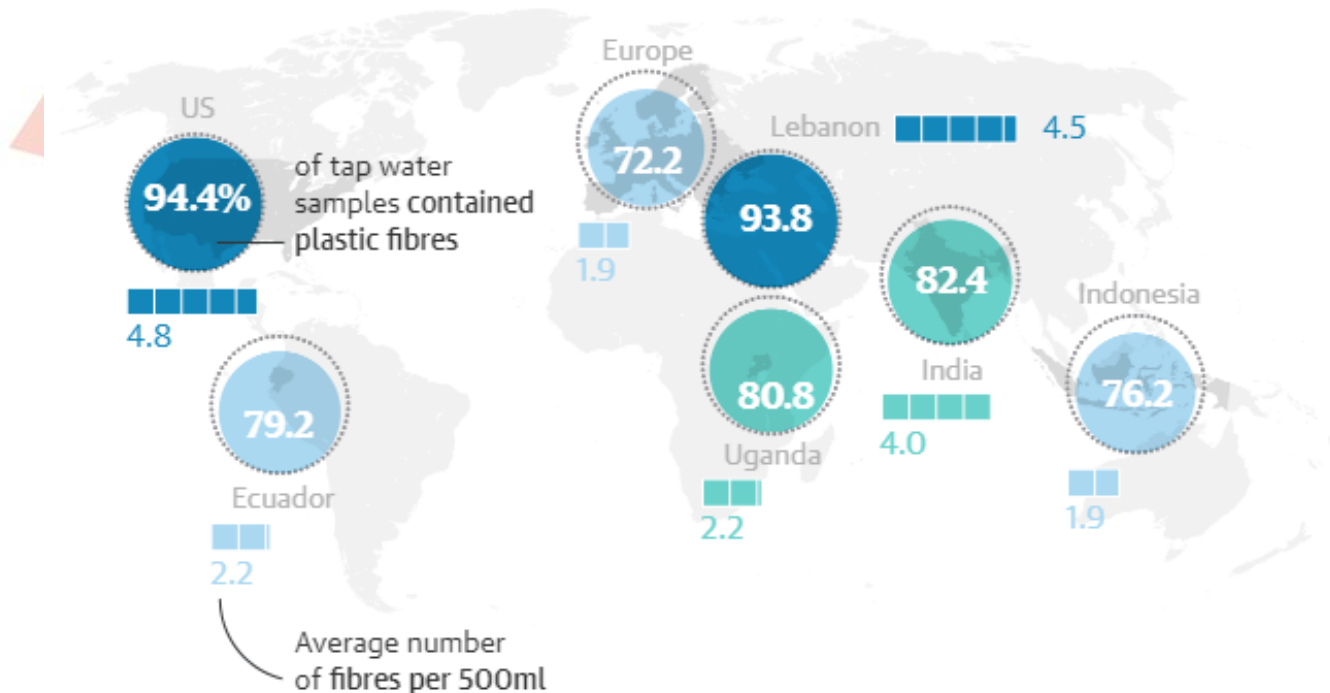 US
94.4%
of tap water
samples contained
plastic fibres
4.8
Europe
72.2
1.9
Lebanon
4.5
93.8
82.4
India
4.0
80.8
Uganda
2.2
Indonesia
76.2
1.9
79.2
Ecuador
2.2
Average number
of fibres per 500ml